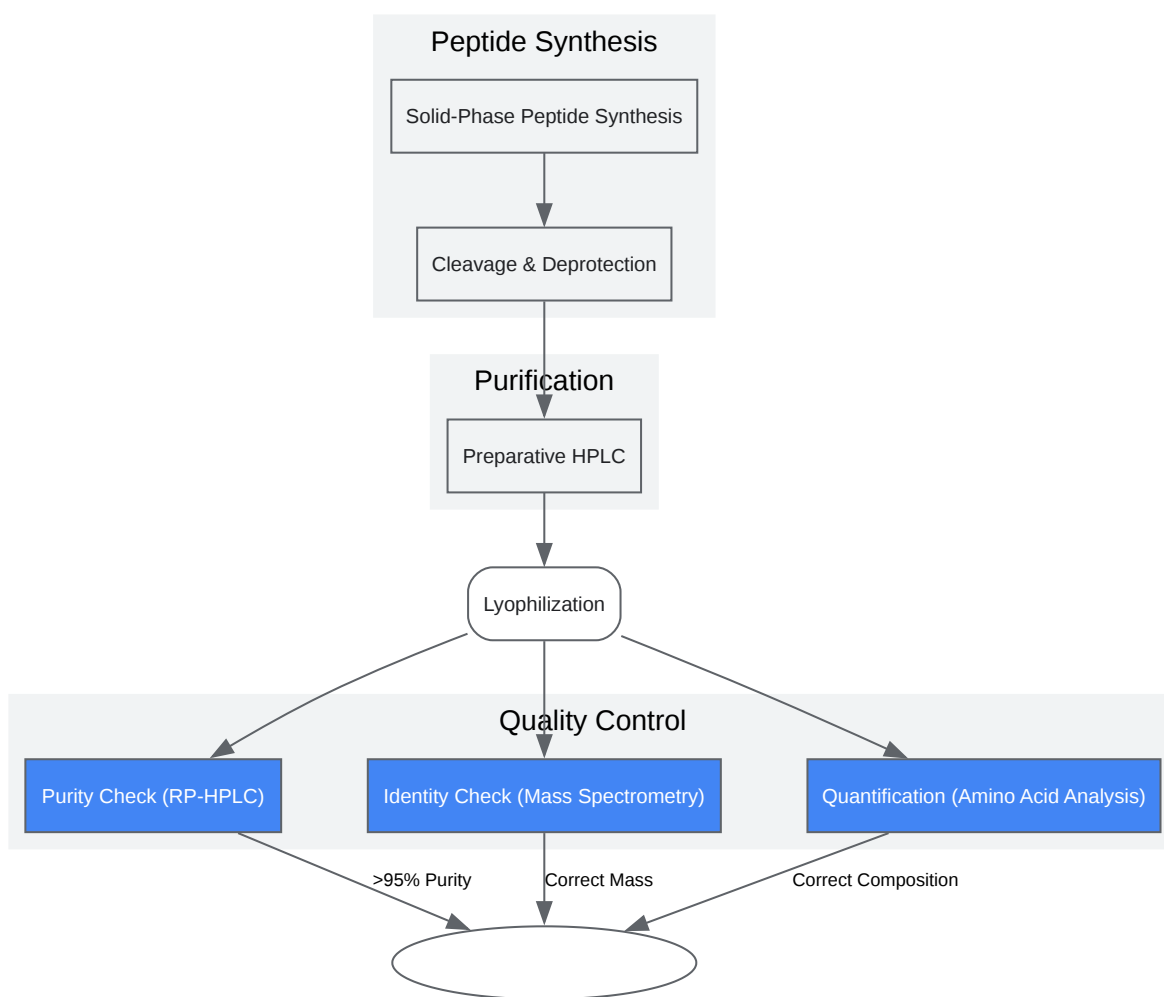 Peptide Synthesis
Solid-Phase Peptide Synthesis
Cleavage & Deprotection
Purification
Preparative HPLC
Lyophilization
Quality Control
Purity Check (RP-HPLC)
Identity Check (Mass Spectrometry)
Quantification (Amino Acid Analysis)
>95% Purity
Correct Mass
Correct Composition